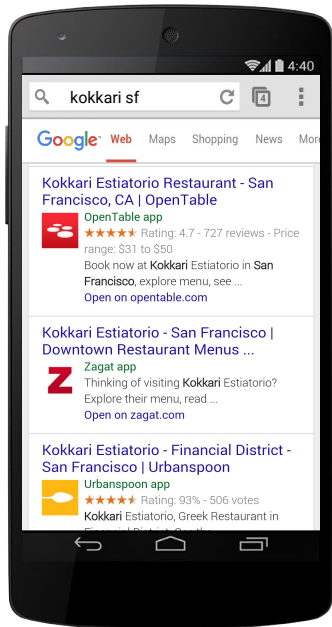 4:40
kokkari sf
4
Google™ Web Maps Shopping News More
Kokkari Estiatorio Restaurant - San
Francisco, CA | OpenTable
OpenTable app
Rating: 4.7 - 727 reviews - Price
range: $31 to $50
Book now at Kokkari Estiatorio in San
Francisco, explore menu, see ...
Open on opentable.com
Kokkari Estiatorio - San Francisco |
Downtown Restaurant Menus ...
Z
Zagat app
Thinking of visiting Kokkari Estiatorio?
Explore their menu, read ...
Open on zagat.com
Kokkari Estiatorio - Financial District -
San Francisco | Urbanspoon
Urbanspoon app
Rating: 93% - 506 votes
Kokkari Estiatorio, Greek Restaurant in